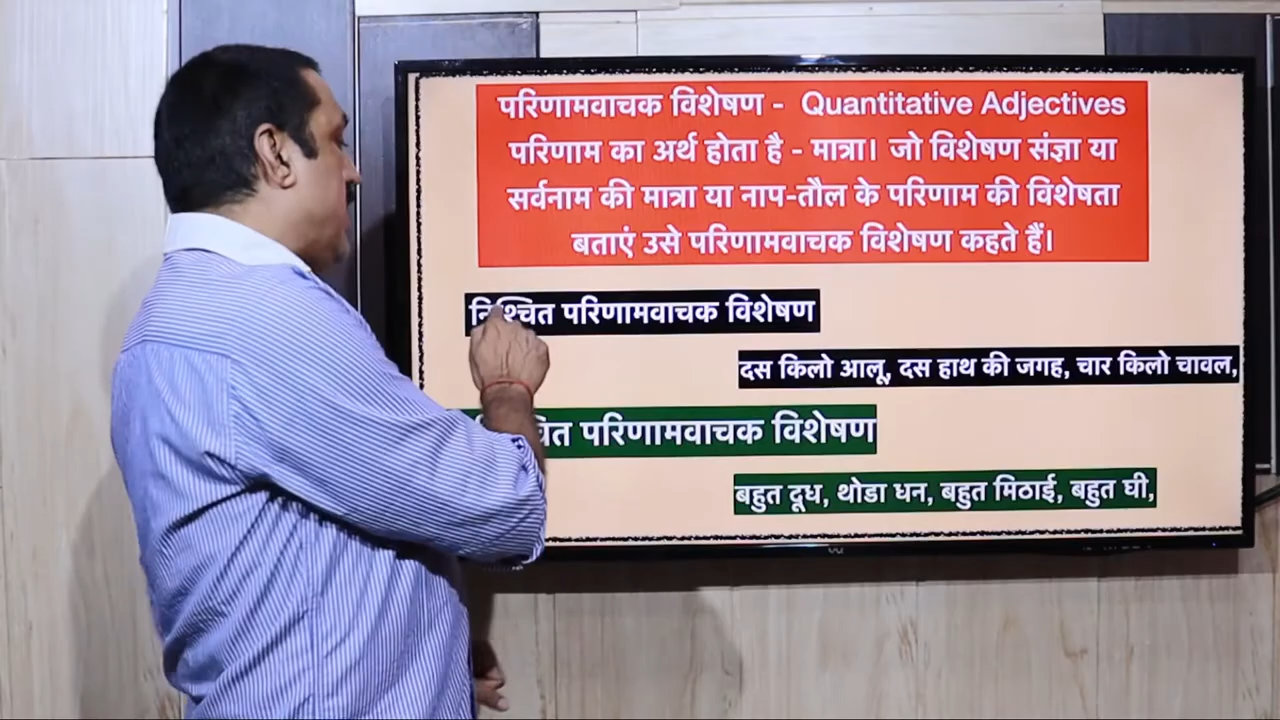 परिणामवाचक विशेषण - Quantitative Adjectives
परिणाम का अर्थ होता है - मात्रा। जो विशेषण संज्ञा या
सर्वनाम की मात्रा या नाप-तौल के परिणाम की विशेषता
बताएं उसे परिणामवाचक विशेषण कहते हैं।
निश्चित परिणामवाचक विशेषण
दस किलो आलू, दस हाथ की जगह, चार किलो चावल,
परिणामवाचक विशेषण
बहुत दूध, थोडा धन, बहुत मिठाई, बहुत घी,